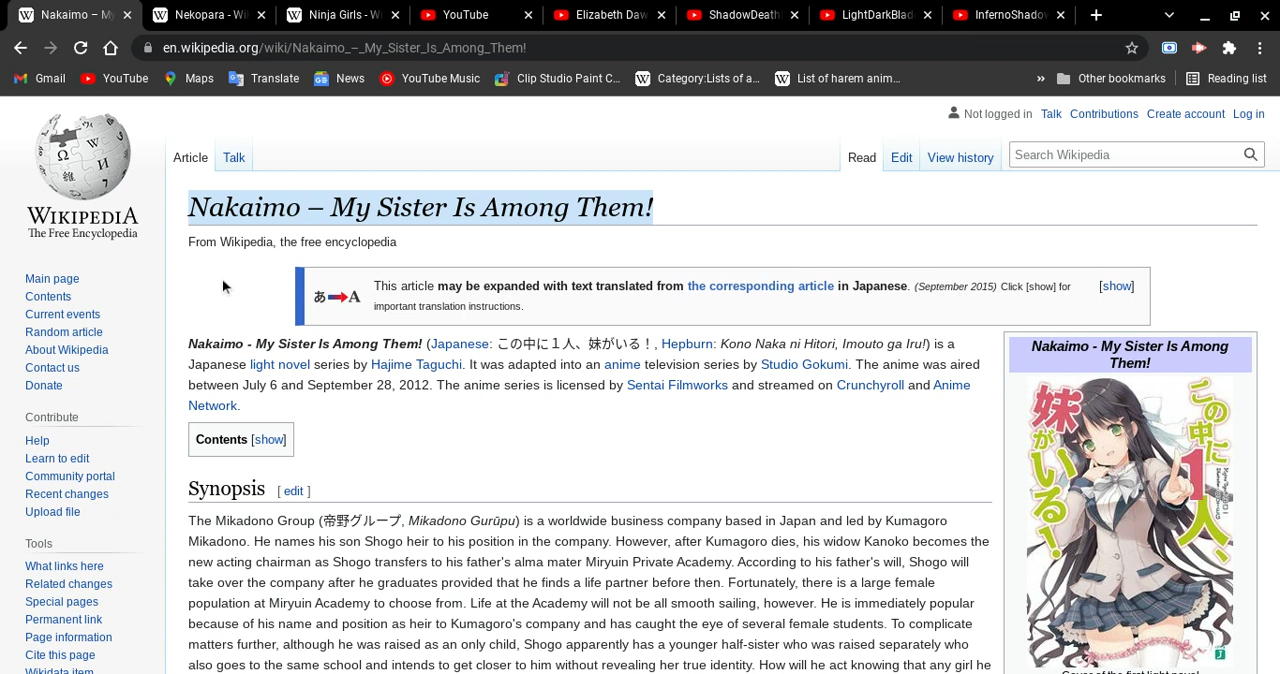 Nakaimo – My
Nekopara - Wi
Ninja Girls - W
YouTube
Elizabeth Daw
ShadowDeath
LightDarkBlad
InfernoShadow
en.wikipedia.org/wiki/Nakaimo_–_My_Sister_Is_Among_Them!
Gmail
YouTube
Maps
Translate
News
YouTube Music
Clip Studio Paint C...
Category:Lists of a...
List of harem anim...
»
Other bookmarks
Reading list
Not logged in Talk Contributions Create account Log in
Article Talk
Read Edit View history
Search Wikipedia
WIKIPEDIA
The Free Encyclopedia
Main page
Contents
Current events
Random article
About Wikipedia
Contact us
Donate
Contribute
Help
Learn to edit
Community portal
Recent changes
Upload file
Tools
What links here
Related changes
Special pages
Permanent link
Page information
Cite this page
Wikidata item
Nakaimo – My Sister Is Among Them!
From Wikipedia, the free encyclopedia
あ A
This article may be expanded with text translated from the corresponding article in Japanese. (September 2015) Click [show] for
important translation instructions.
[show]
Nakaimo - My Sister Is Among Them! (Japanese: この中に１人、妹がいる！, Hepburn: Kono Naka ni Hitori, Imouto ga Iru!) is a
Japanese light novel series by Hajime Taguchi. It was adapted into an anime television series by Studio Gokumi. The anime was aired
between July 6 and September 28, 2012. The anime series is licensed by Sentai Filmworks and streamed on Crunchyroll and Anime
Network.
Contents [show]
Synopsis [ edit ]
The Mikadono Group (帝野グループ, Mikadono Gurūpu) is a worldwide business company based in Japan and led by Kumagoro
Mikadono. He names his son Shogo heir to his position in the company. However, after Kumagoro dies, his widow Kanoko becomes the
new acting chairman as Shogo transfers to his father's alma mater Miryuin Private Academy. According to his father's will, Shogo will
take over the company after he graduates provided that he finds a life partner before then. Fortunately, there is a large female
population at Miryuin Academy to choose from. Life at the Academy will not be all smooth sailing, however. He is immediately popular
because of his name and position as heir to Kumagoro's company and has caught the eye of several female students. To complicate
matters further, although he was raised as an only child, Shogo apparently has a younger half-sister who was raised separately who
also goes to the same school and intends to get closer to him without revealing her true identity. How will he act knowing that any girl he
Nakaimo - My Sister Is Among
Them!
この中に
1人、
妹がいる！
Cover of the first light novel